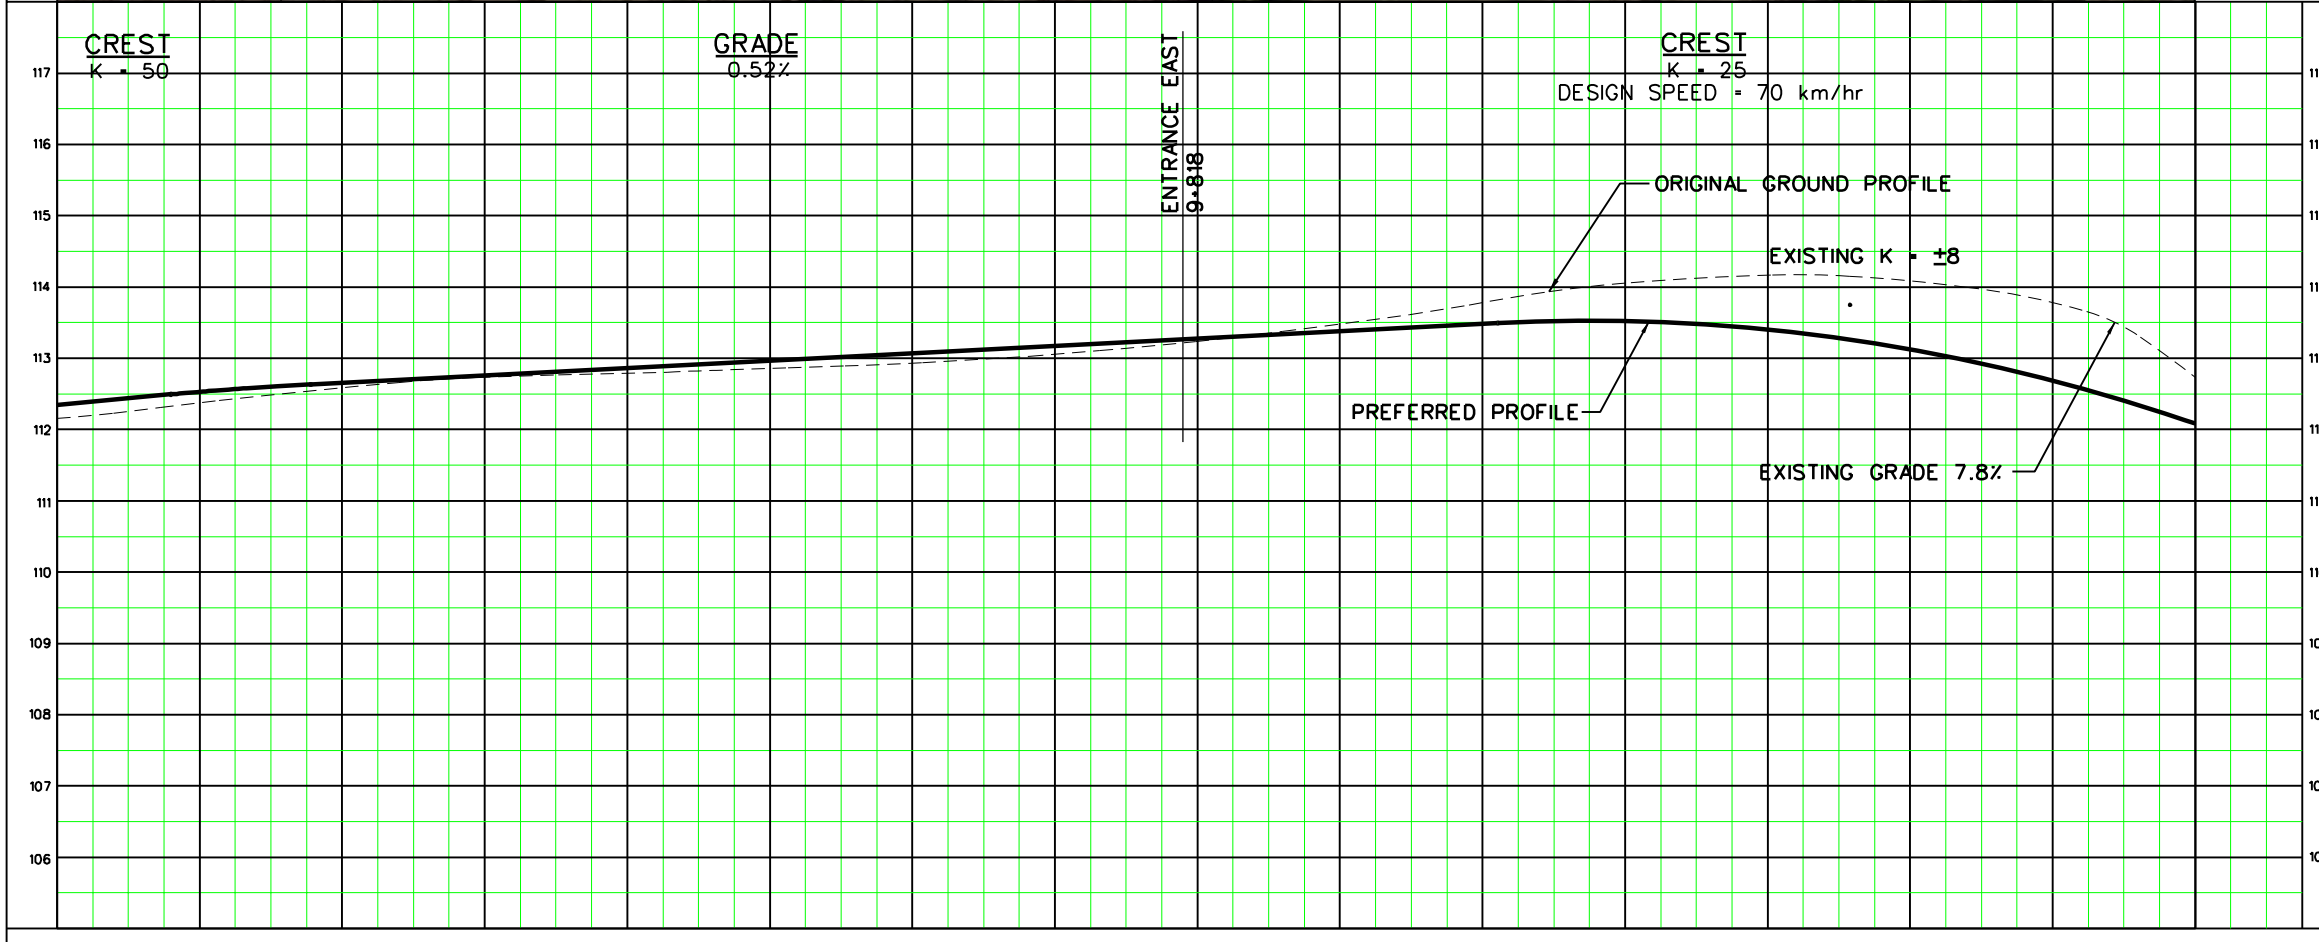 CREST
K = 50
GRADE
0.52%
ENTRANCE EAST
9+818
CREST
K = 25
DESIGN SPEED = 70 km/hr
ORIGINAL GROUND PROFILE
EXISTING K = ±8
PREFERRED PROFILE
EXISTING GRADE 7.8%
117
116
115
114
113
112
111
110
109
108
107
106